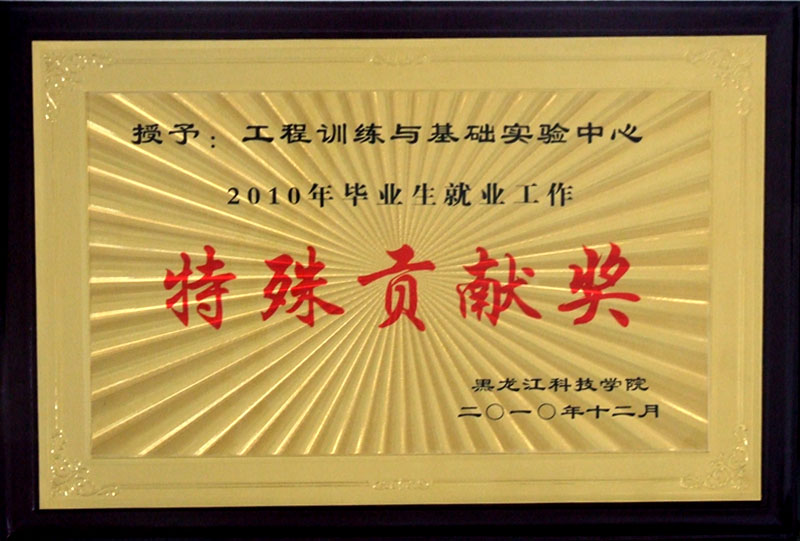 授予：工程训练与基础实验中心
2010年毕业生就业工作
特殊贡献奖
黑龙江科技学院
二〇一〇年十二月